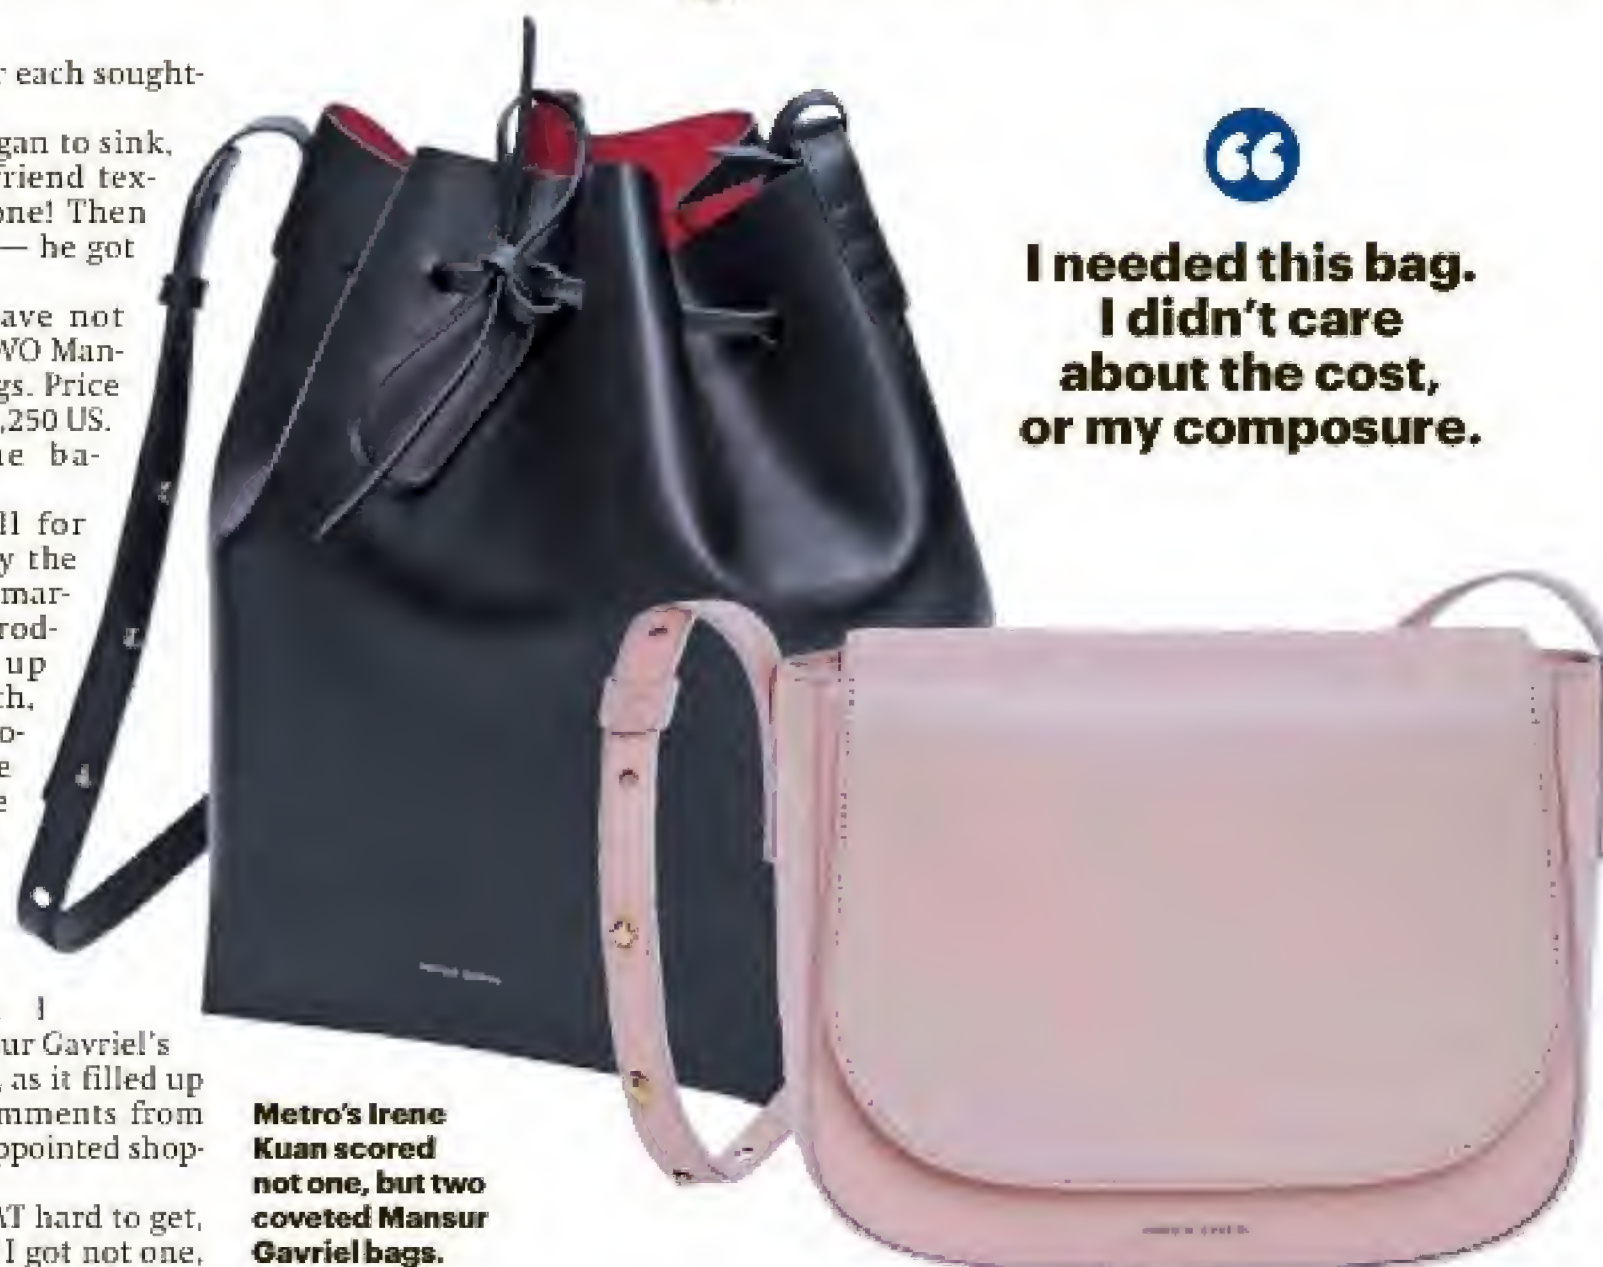 r each sought-
gan to sink,
riend tex-
one! Then
— he got
ave not
WO Man-
gs. Price
,250 US.
e ba-
ll for
y the
mar-
rod-
up
th,
o-
e
e
ur Gavriel's
, as it filled up
mments from
ppointed shop-
AT hard to get,
I got not one,
Metro's Irene
Kuan scored
not one, but two
coveted Mansur
Gavriel bags.
“
I needed this bag.
I didn't care
about the cost,
or my composure.